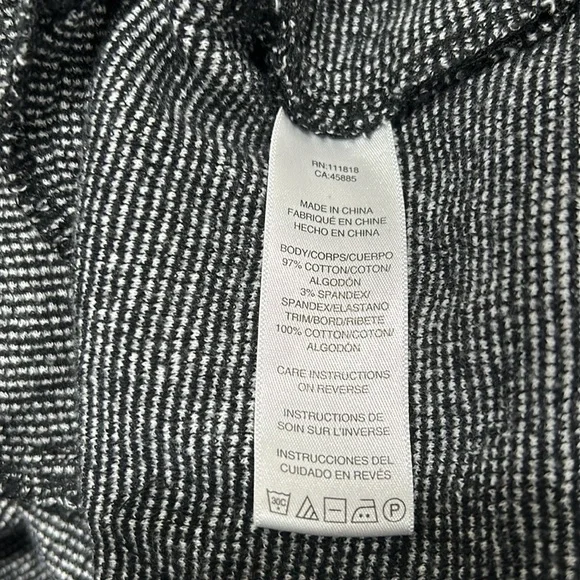 RN:111818
CA:45885
MADE IN CHINA
FABRIQUÉ EN CHINE
HECHO EN CHINA
BODY/CORPS/CUERPO
97% COTTON/COTON/
ALGODÓN
3% SPANDEX/
SPANDEX/ELASTANO
TRIM/BORD/RIBETE
100% COTTON/COTON/
ALGODÓN
CARE INSTRUCTIONS
ON REVERSE
INSTRUCTIONS DE
SOIN SUR L'INVERSE
INSTRUCCIONES DEL
CUIDADO EN REVÉS
30C P